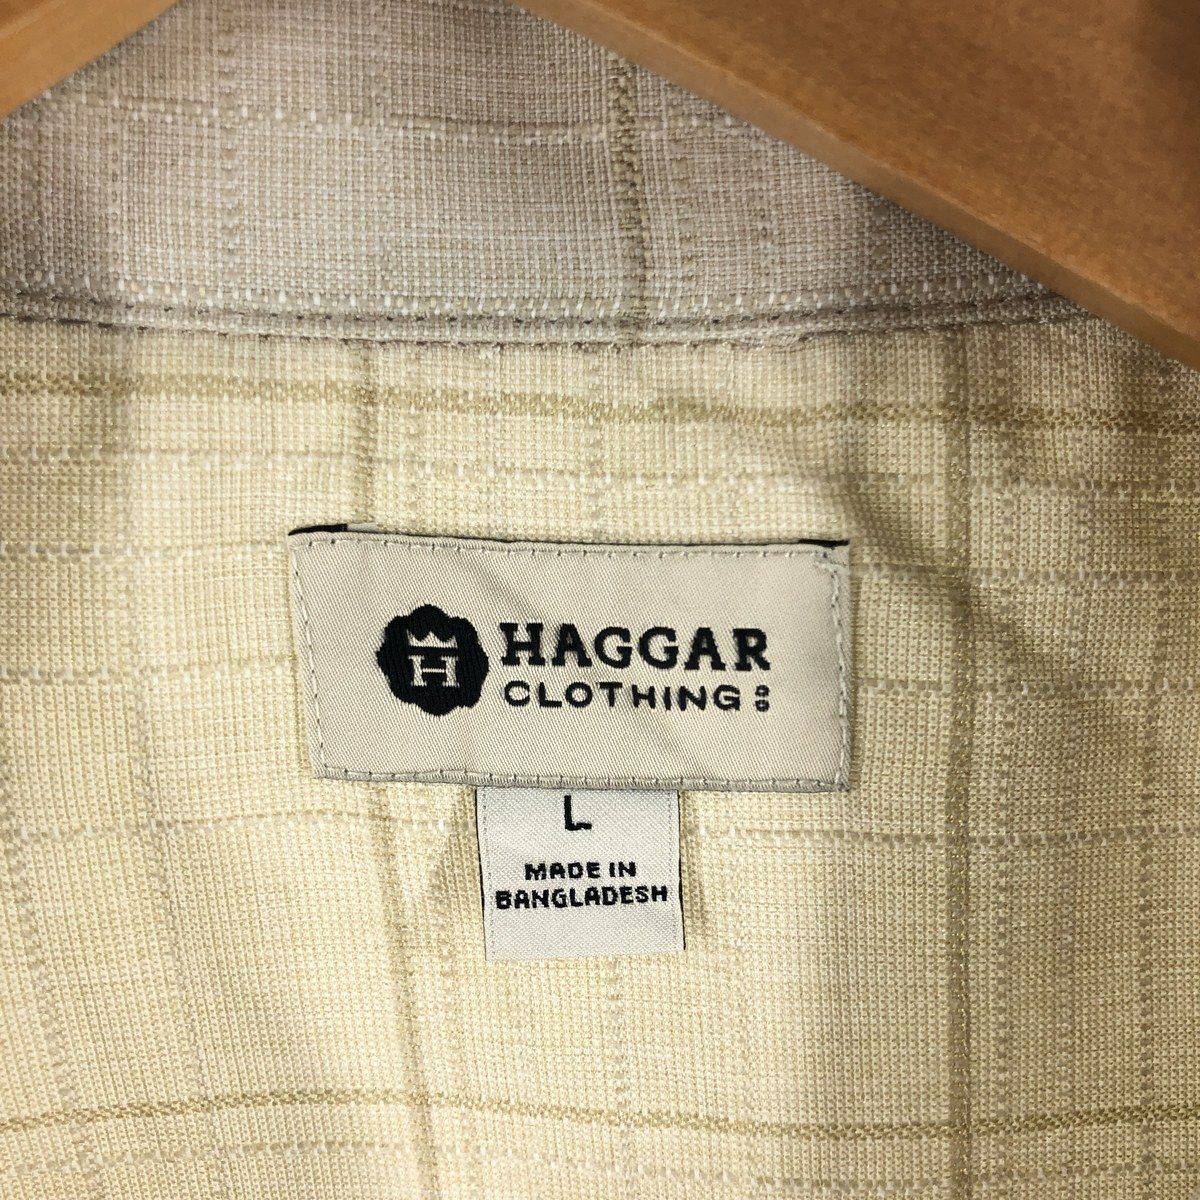 H HAGGAR
CLOTHING CO
L
MADE IN
BANGLADESH